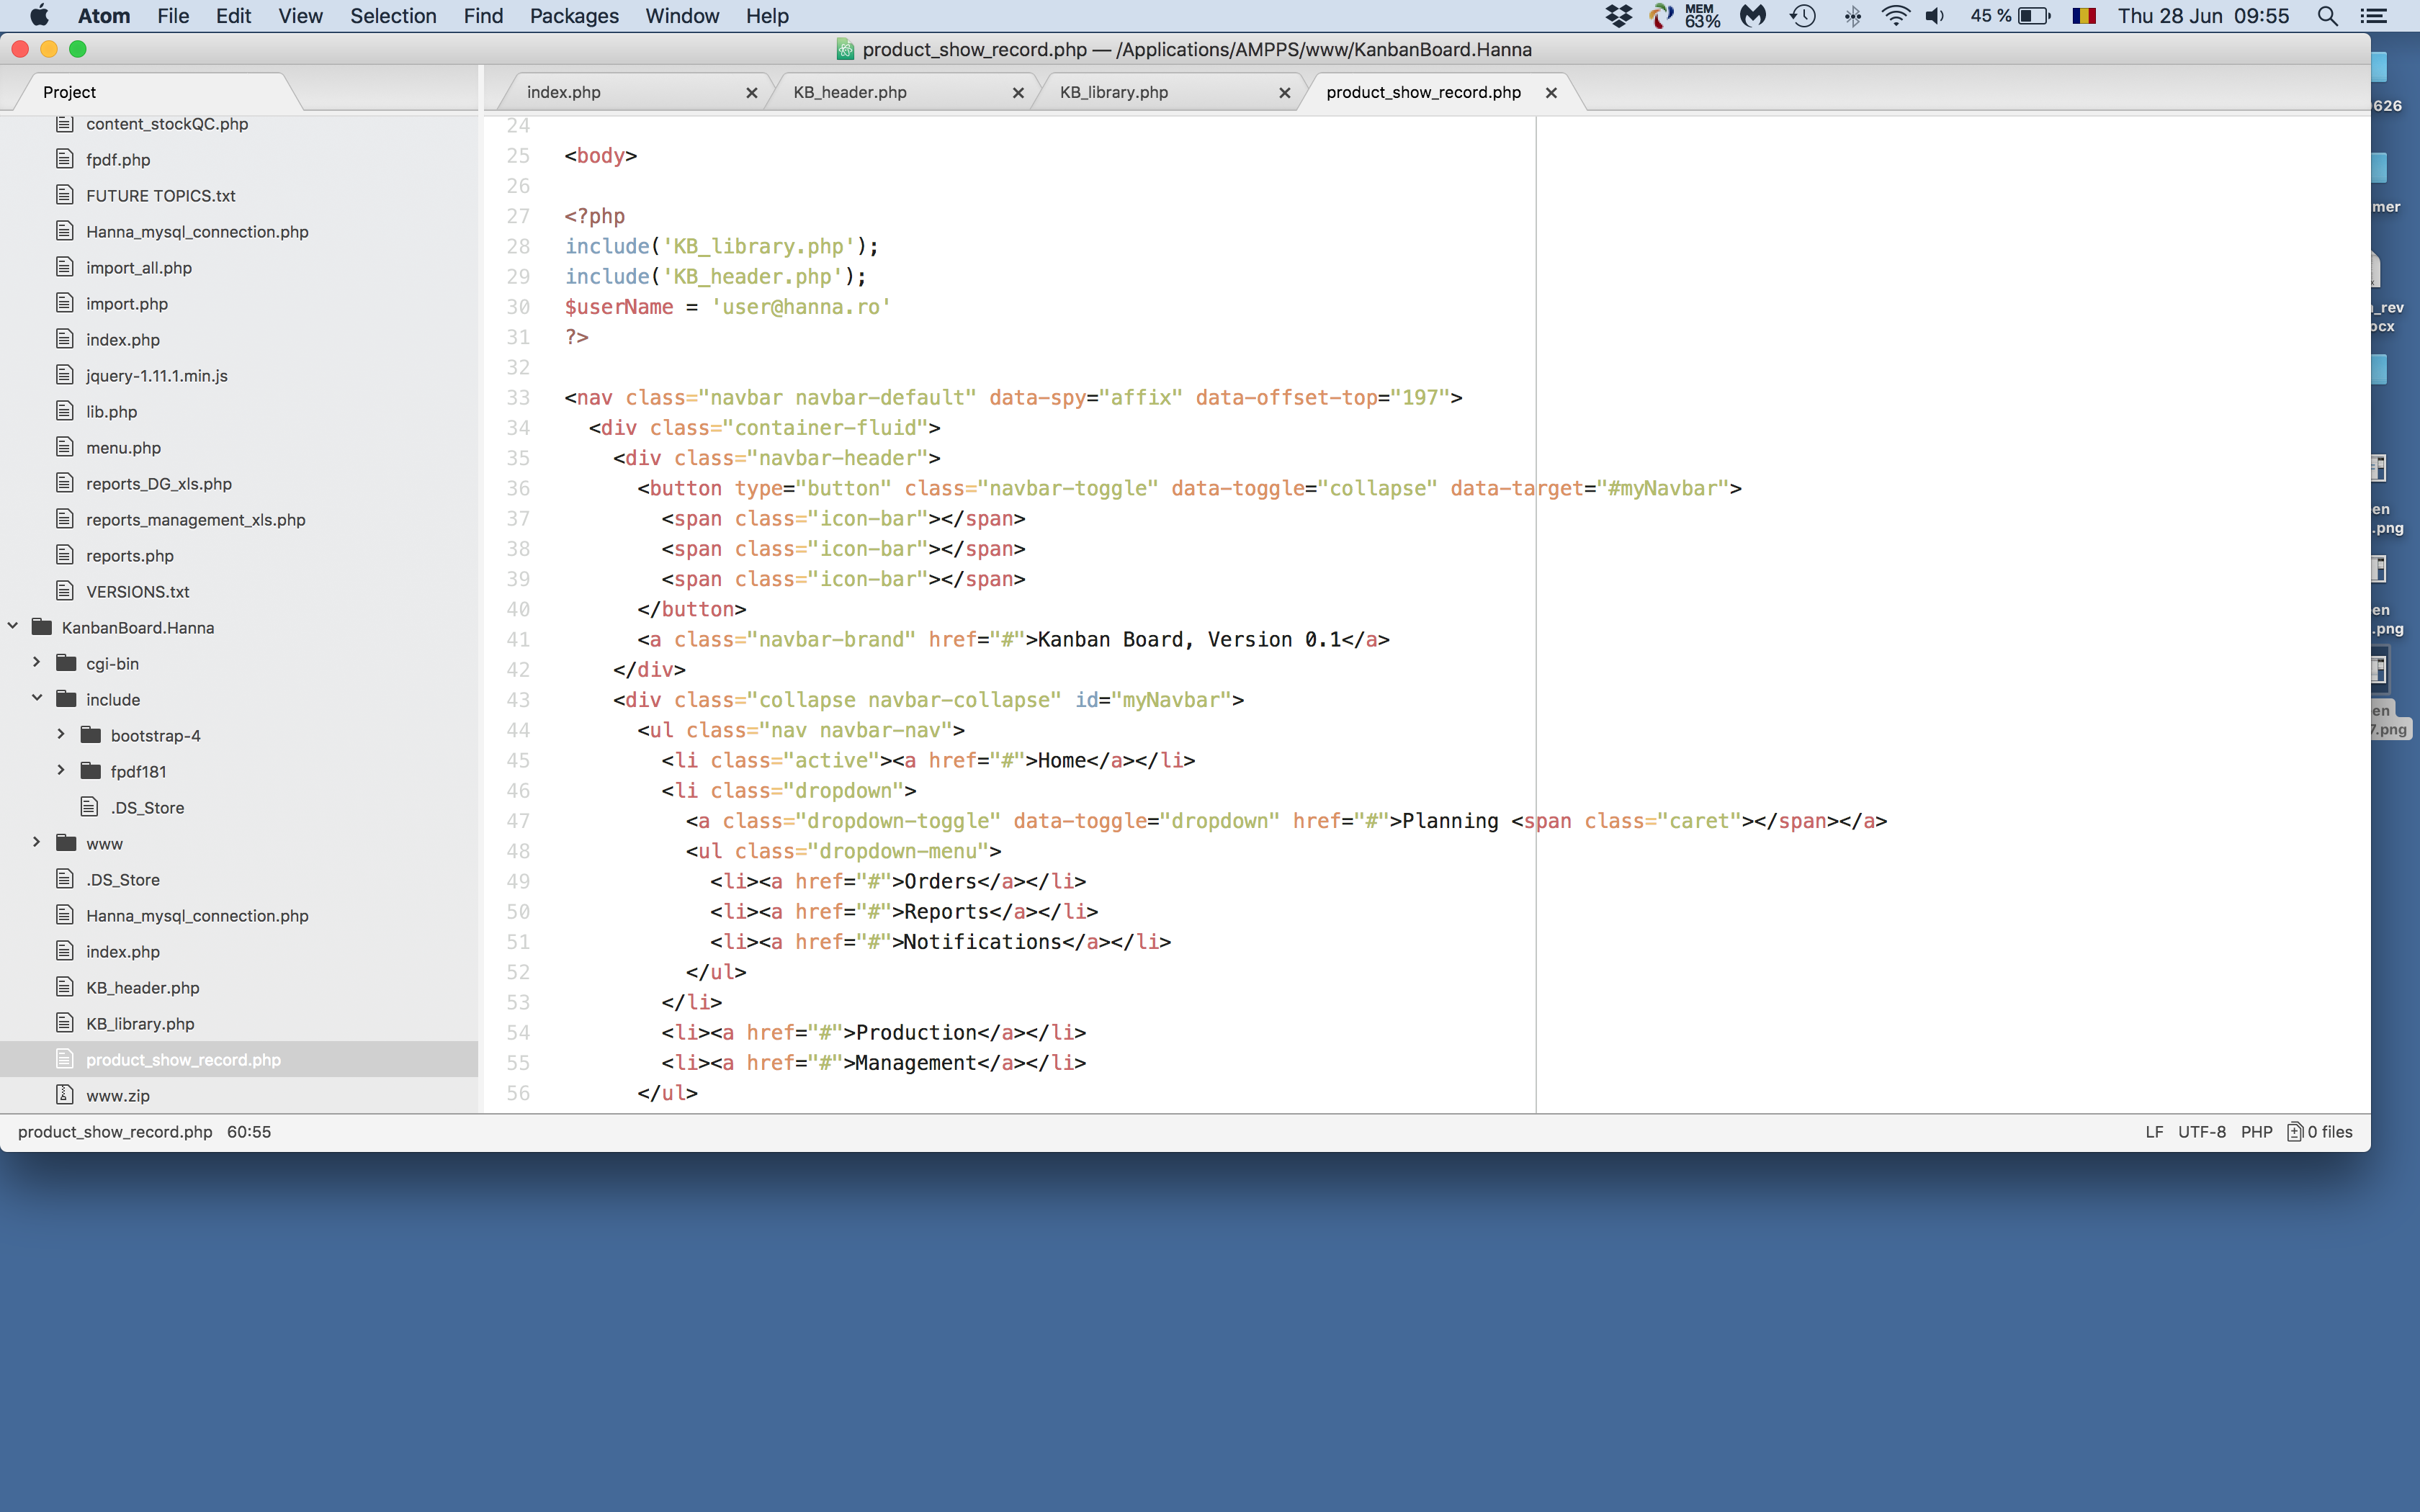 Atom File Edit View Selection Find Packages Window Help MEM 63% 45 % Thu 28 Jun 09:55
product_show_record.php — /Applications/AMPPS/www/KanbanBoard.Hanna
Project
index.php
KB_header.php
KB_library.php
product_show_record.php
content_stockQC.php
fpdf.php
FUTURE TOPICS.txt
Hanna_mysql_connection.php
import_all.php
import.php
index.php
jquery-1.11.1.min.js
lib.php
menu.php
reports_DG_xls.php
reports_management_xls.php
reports.php
VERSIONS.txt
KanbanBoard.Hanna
cgi-bin
include
bootstrap-4
fpdf181
.DS_Store
www
.DS_Store
Hanna_mysql_connection.php
index.php
KB_header.php
KB_library.php
product_show_record.php
www.zip
24
25 <body>
26
27 <?php
28 include('KB_library.php');
29 include('KB_header.php');
30 $userName = 'user@hanna.ro'
31 ?>
32
33 <nav class="navbar navbar-default" data-spy="affix" data-offset-top="197">
34 <div class="container-fluid">
35 <div class="navbar-header">
36 <button type="button" class="navbar-toggle" data-toggle="collapse" data-target="#myNavbar">
37 <span class="icon-bar"></span>
38 <span class="icon-bar"></span>
39 <span class="icon-bar"></span>
40 </button>
41 <a class="navbar-brand" href="#">Kanban Board, Version 0.1</a>
42 </div>
43 <div class="collapse navbar-collapse" id="myNavbar">
44 <ul class="nav navbar-nav">
45 <li class="active"><a href="#">Home</a></li>
46 <li class="dropdown">
47 <a class="dropdown-toggle" data-toggle="dropdown" href="#">Planning <span class="caret"></span></a>
48 <ul class="dropdown-menu">
49 <li><a href="#">Orders</a></li>
50 <li><a href="#">Reports</a></li>
51 <li><a href="#">Notifications</a></li>
52 </ul>
53 </li>
54 <li><a href="#">Production</a></li>
55 <li><a href="#">Management</a></li>
56 </ul>
product_show_record.php 60:55
LF UTF-8 PHP 0 files
626
mer
_rev
ocx
en
.png
en
.png
en
7.png